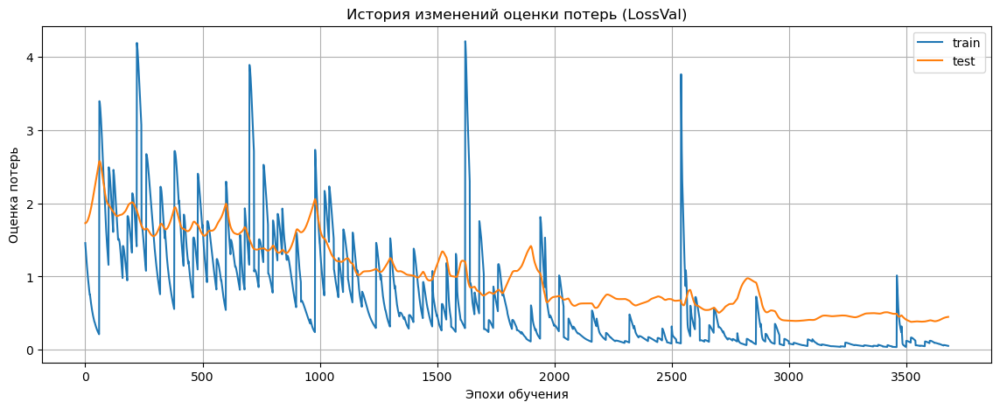 История изменений оценки потерь (LossVal)
train
test
Оценка потерь
4
3
2
1
0
0
500
1000
1500
2000
2500
3000
3500
Эпохи обучения